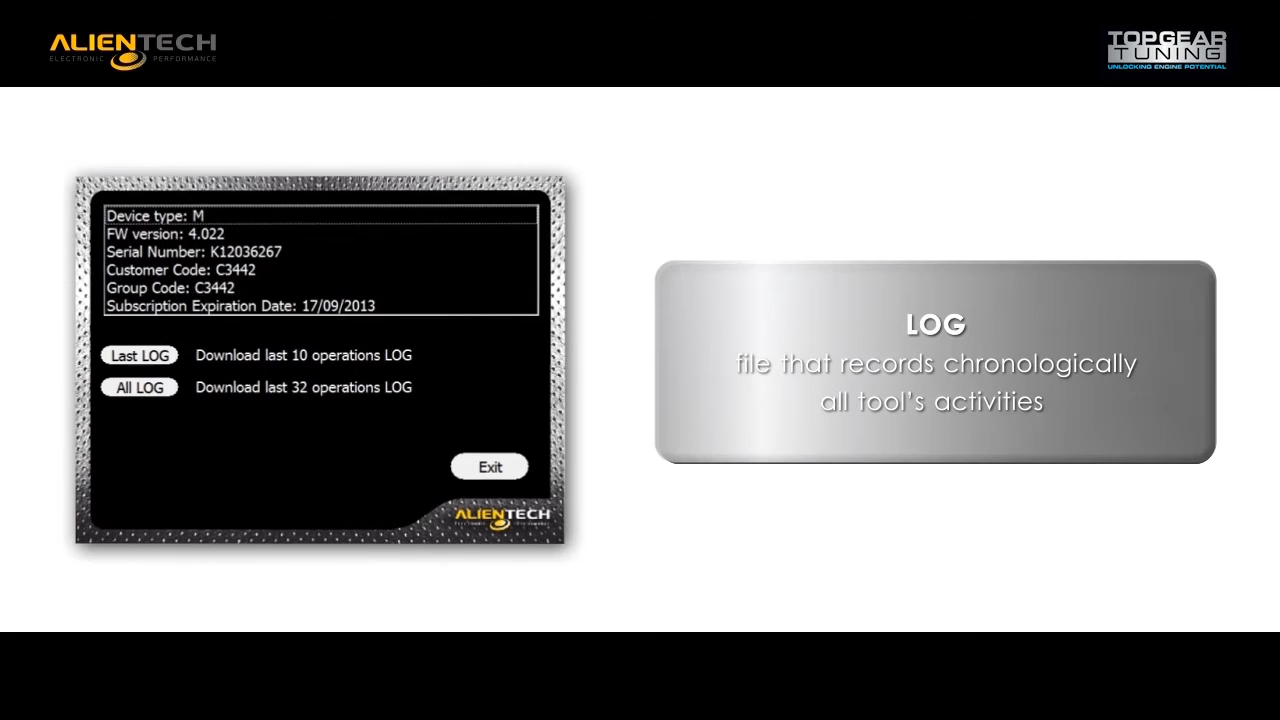 ALIENTECH
ELECTRONIC PERFORMANCE
TOPGEAR
TUNING
UNLOCKING ENGINE POTENTIAL
Device type: M
FW version: 4.022
Serial Number: K12036267
Customer Code: C3442
Group Code: C3442
Subscription Expiration Date: 17/09/2013
Last LOG Download last 10 operations LOG
All LOG Download last 32 operations LOG
Exit
ALIENTECH
ELECTRONIC PERFORMANCE
LOG
file that records chronologically
all tool's activities